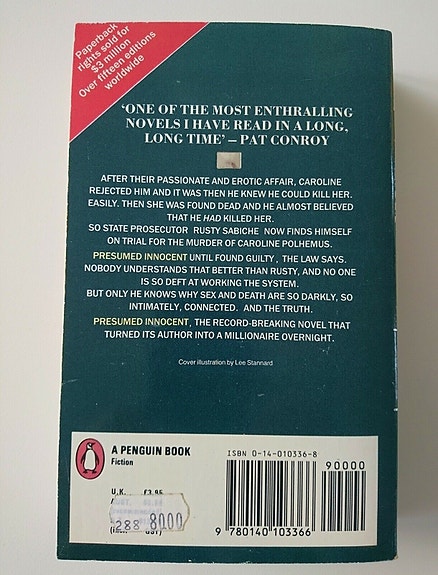 Paperback
rights sold for
$3 million
Over fifteen editions
worldwide
‘ONE OF THE MOST ENTHRALLING
NOVELS I HAVE READ IN A LONG,
LONG TIME’ – PAT CONROY
AFTER THEIR PASSIONATE AND EROTIC AFFAIR, CAROLINE
REJECTED HIM AND IT WAS THEN HE KNEW HE COULD KILL HER.
EASILY. THEN SHE WAS FOUND DEAD AND HE ALMOST BELIEVED
THAT HE HAD KILLED HER.
SO STATE PROSECUTOR RUSTY SABICHE NOW FINDS HIMSELF
ON TRIAL FOR THE MURDER OF CAROLINE POLHEMUS.
PRESUMED INNOCENT UNTIL FOUND GUILTY, THE LAW SAYS.
NOBODY UNDERSTANDS THAT BETTER THAN RUSTY, AND NO ONE
IS SO DEFT AT WORKING THE SYSTEM.
BUT ONLY HE KNOWS WHY SEX AND DEATH ARE SO DARKLY, SO
INTIMATELY, CONNECTED. AND THE TRUTH.
PRESUMED INNOCENT, THE RECORD-BREAKING NOVEL THAT
TURNED ITS AUTHOR INTO A MILLIONAIRE OVERNIGHT.
Cover illustration by Lee Stannard
A PENGUIN BOOK
Fiction
U.K. £3.95
288 8000
ISBN 0-14-010336-8
90000
9 780140 103366